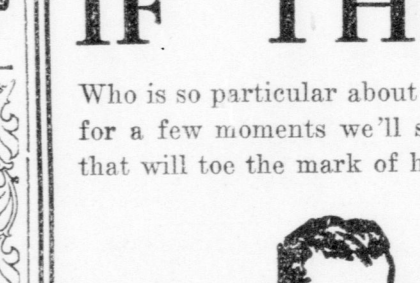 IF TH
Who is so particular about
for a few moments we'll s
that will toe the mark of h